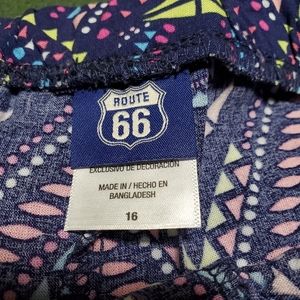 ROUTE
66
EXCLUSIVO DE DECORACION
MADE IN / HECHO EN
BANGLADESH
16